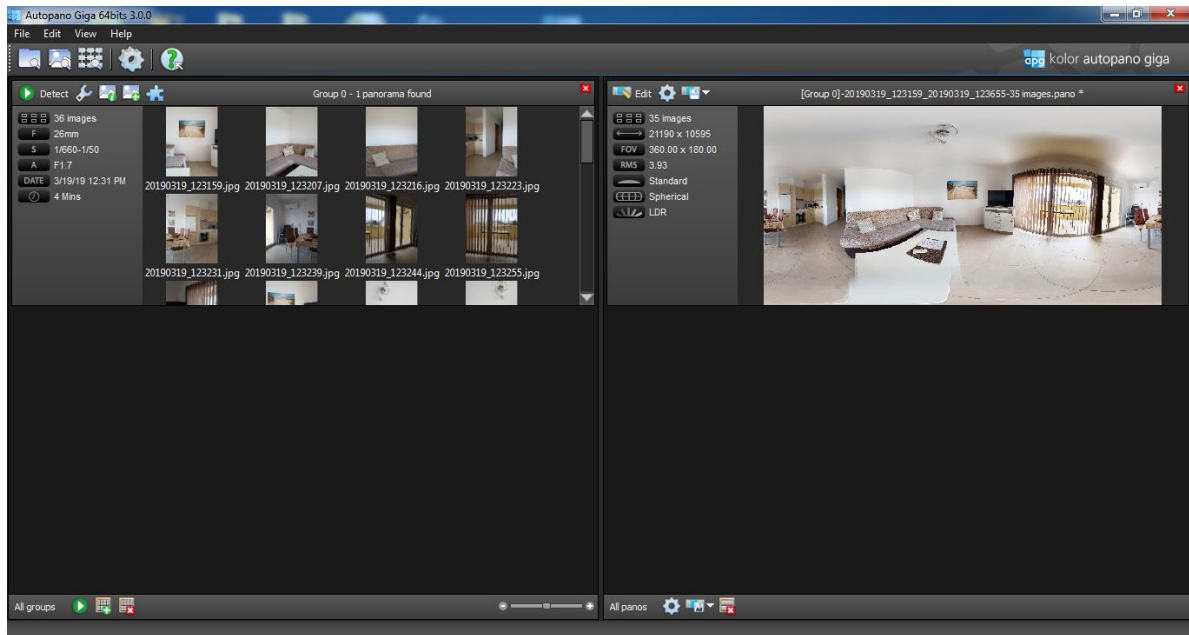 Autopano Giga 64bits 3.0.0
File Edit View Help
apg kolor autopano giga
Detect
Group 0 - 1 panorama found
36 images
F 26mm
S 1/660-1/50
A F1.7
DATE 3/19/19 12:31 PM
4 Mins
20190319_123159.jpg 20190319_123207.jpg 20190319_123216.jpg 20190319_123223.jpg
20190319_123231.jpg 20190319_123239.jpg 20190319_123244.jpg 20190319_123255.jpg
All groups
Edit
[Group 0]-20190319_123159_20190319_123655-35 images.pano *
35 images
21190 x 10595
FOV 360.00 x 180.00
RMS 3.93
Standard
Spherical
LDR
All panos